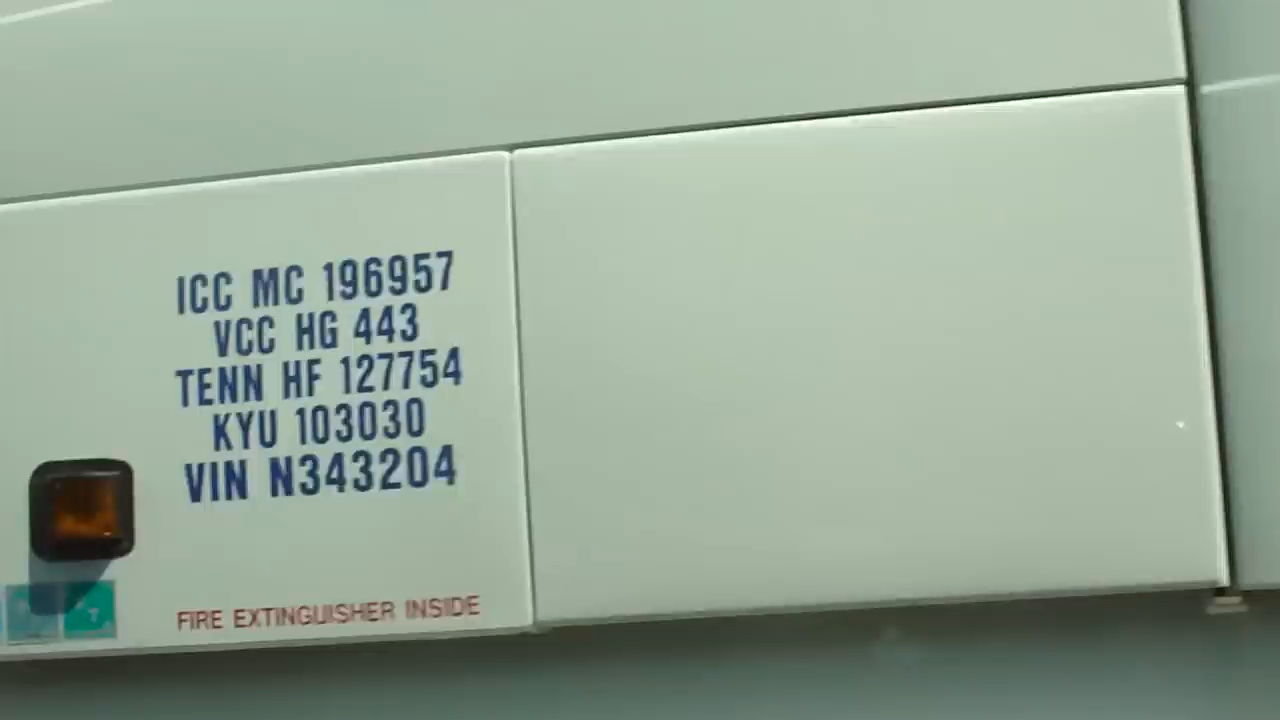 ICC MC 196957
VCC HG 443
TENN HF 127754
KYU 103030
VIN N343204
FIRE EXTINGUISHER INSIDE